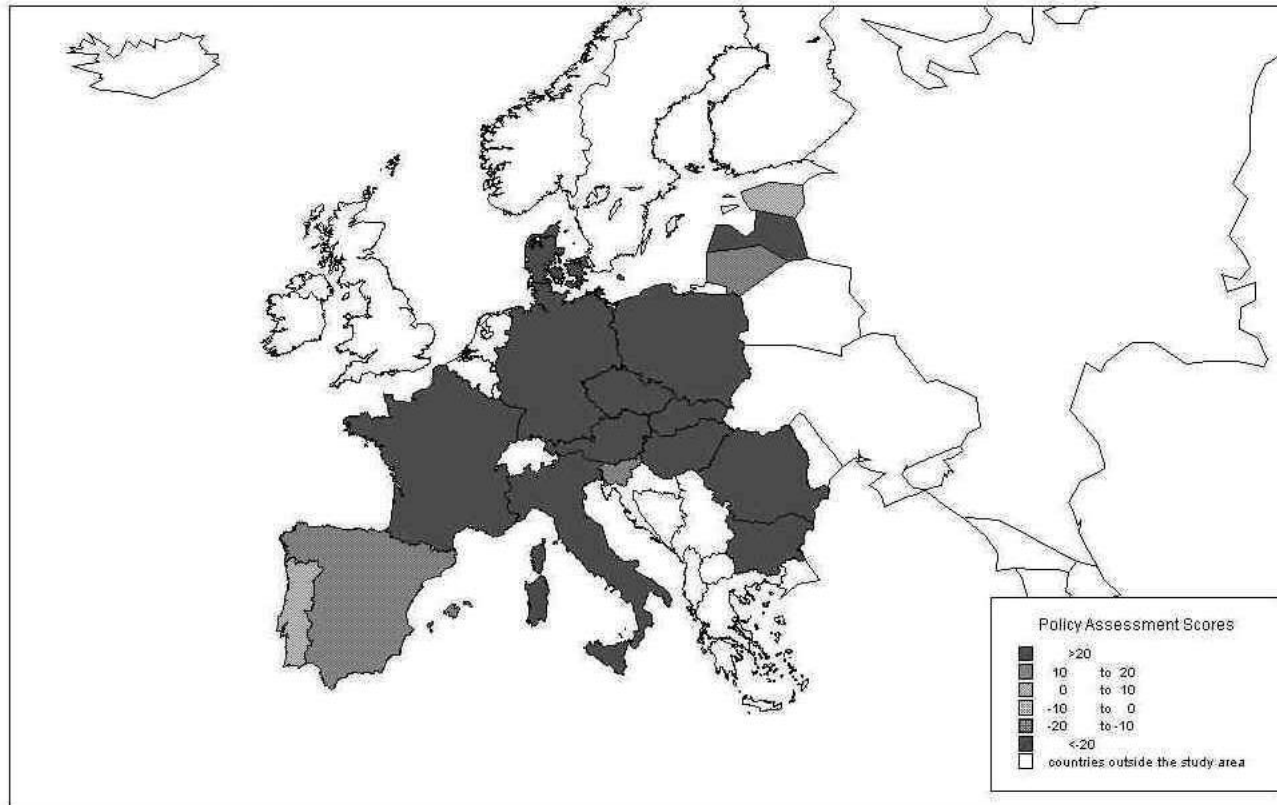 Policy Assessment Scores
>20
10 to 20
0 to 10
-10 to 0
-20 to -10
<-20
countries outside the study area